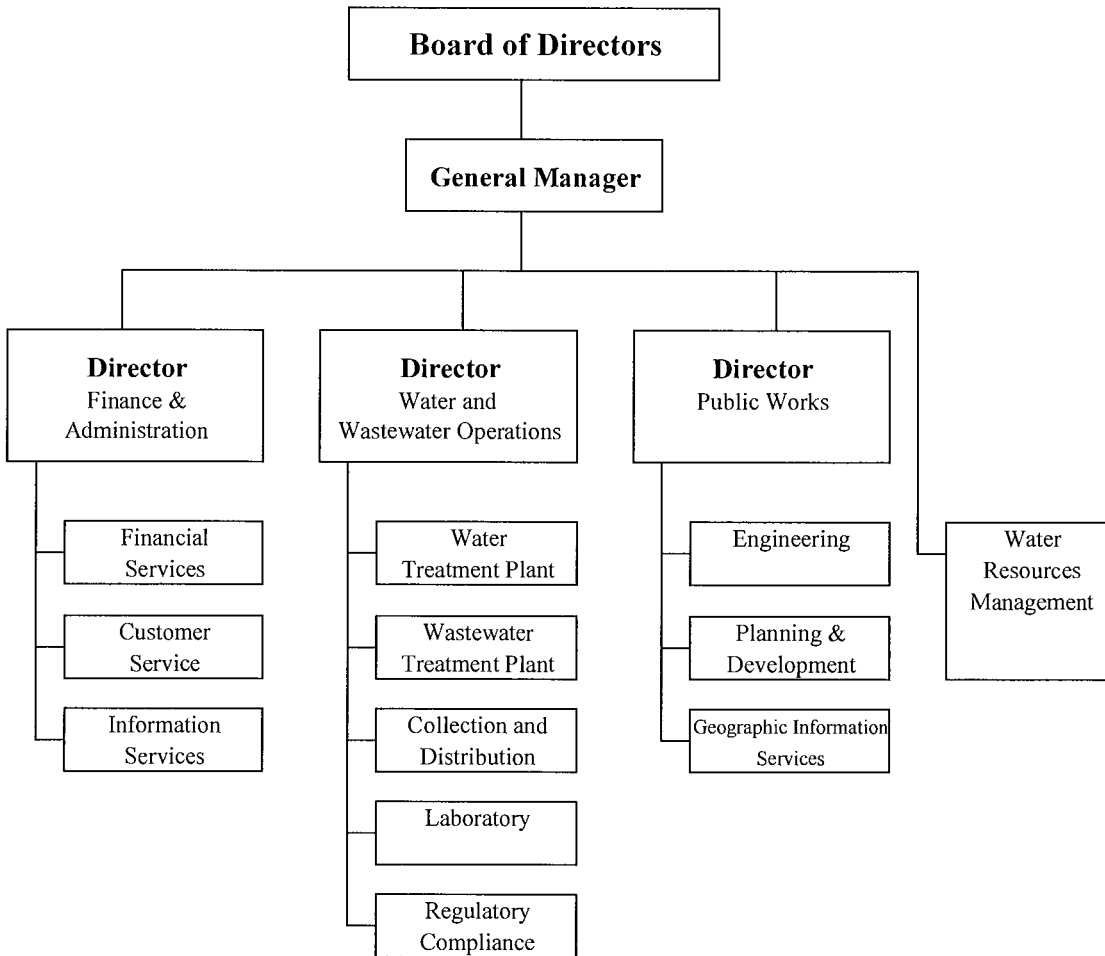 Board of Directors
General Manager
Director
Finance &
Administration
Director
Water and
Wastewater Operations
Director
Public Works
Financial
Services
Customer
Service
Information
Services
Water
Treatment Plant
Wastewater
Treatment Plant
Collection and
Distribution
Laboratory
Regulatory
Compliance
Engineering
Planning &
Development
Geographic Information
Services
Water
Resources
Management